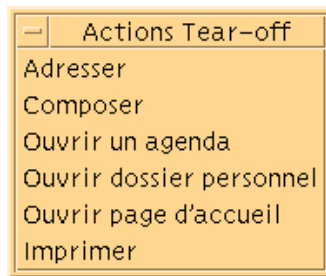 Actions Tear-off
Adresser
Composer
Ouvrir un agenda
Ouvrir dossier personnel
Ouvrir page d'accueil
Imprimer